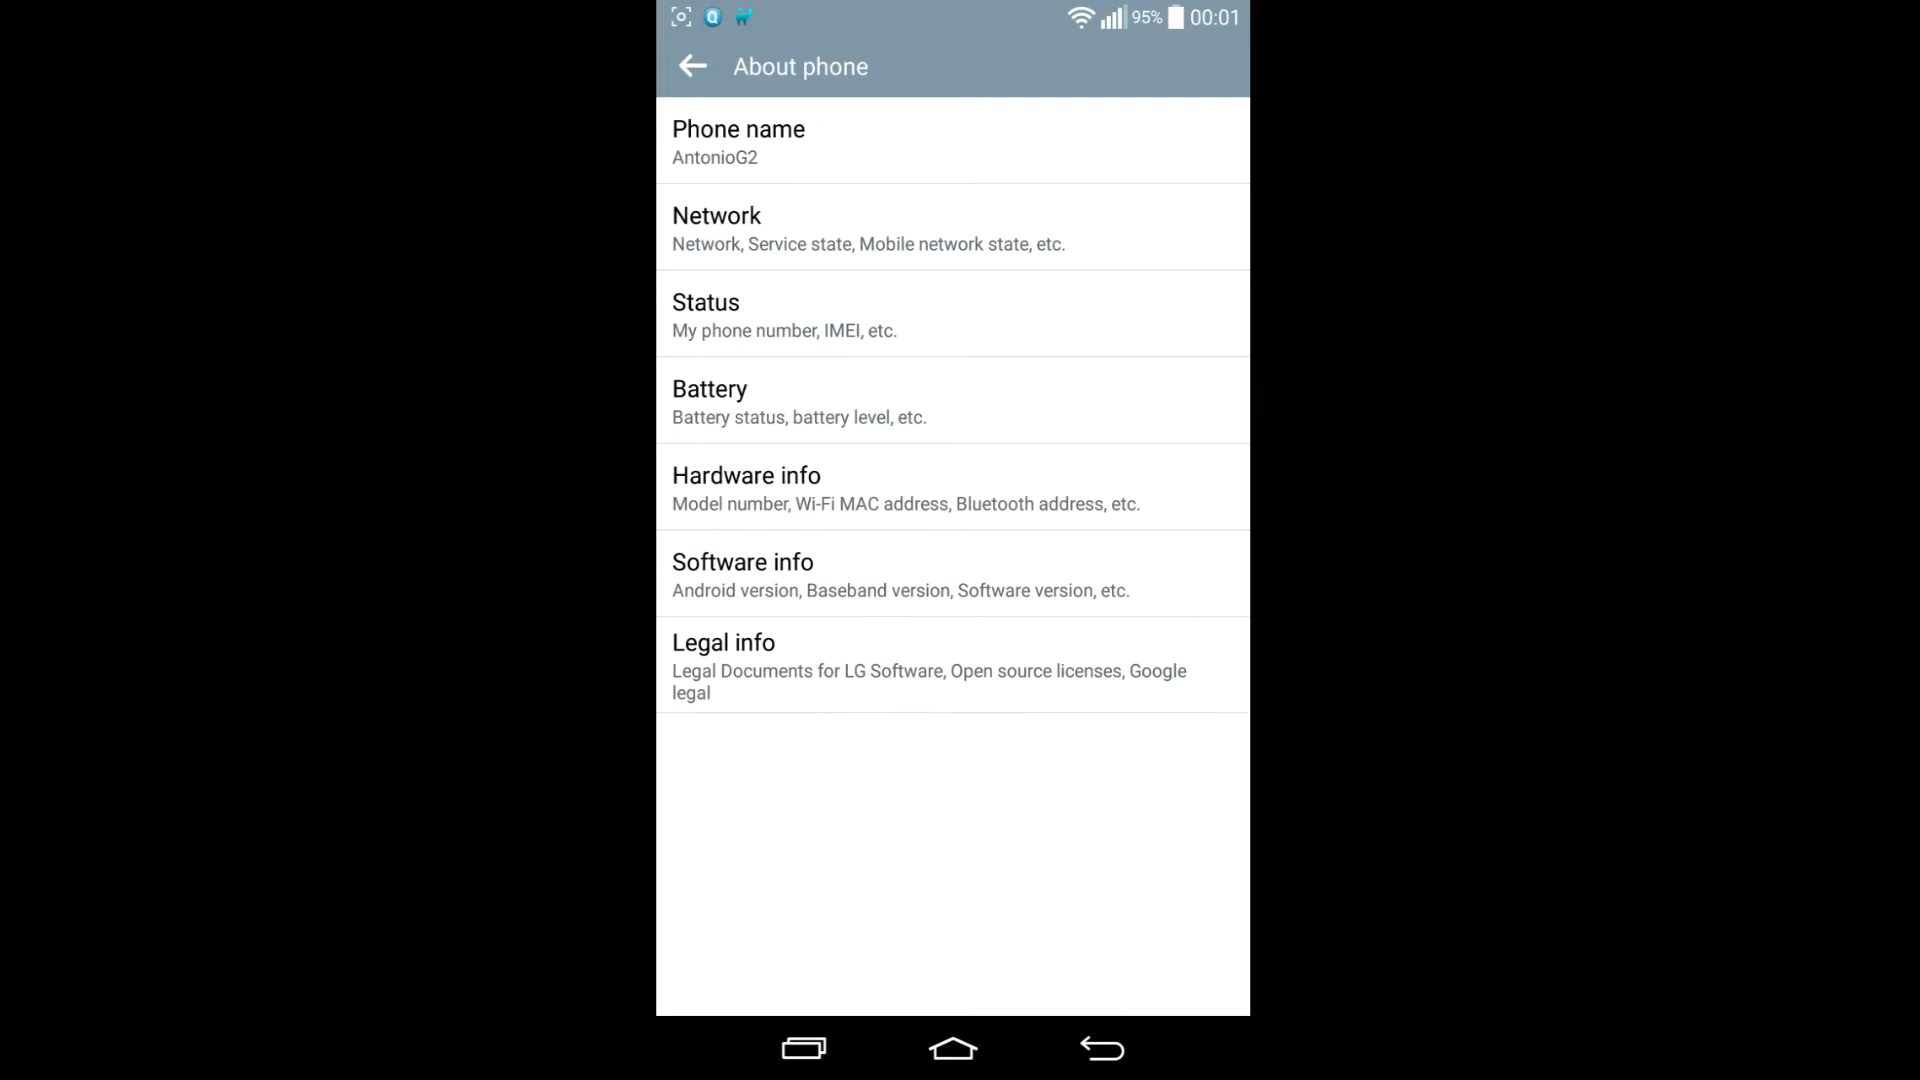 95% 00:01
About phone
Phone name
AntonioG2
Network
Network, Service state, Mobile network state, etc.
Status
My phone number, IMEI, etc.
Battery
Battery status, battery level, etc.
Hardware info
Model number, Wi-Fi MAC address, Bluetooth address, etc.
Software info
Android version, Baseband version, Software version, etc.
Legal info
Legal Documents for LG Software, Open source licenses, Google
legal